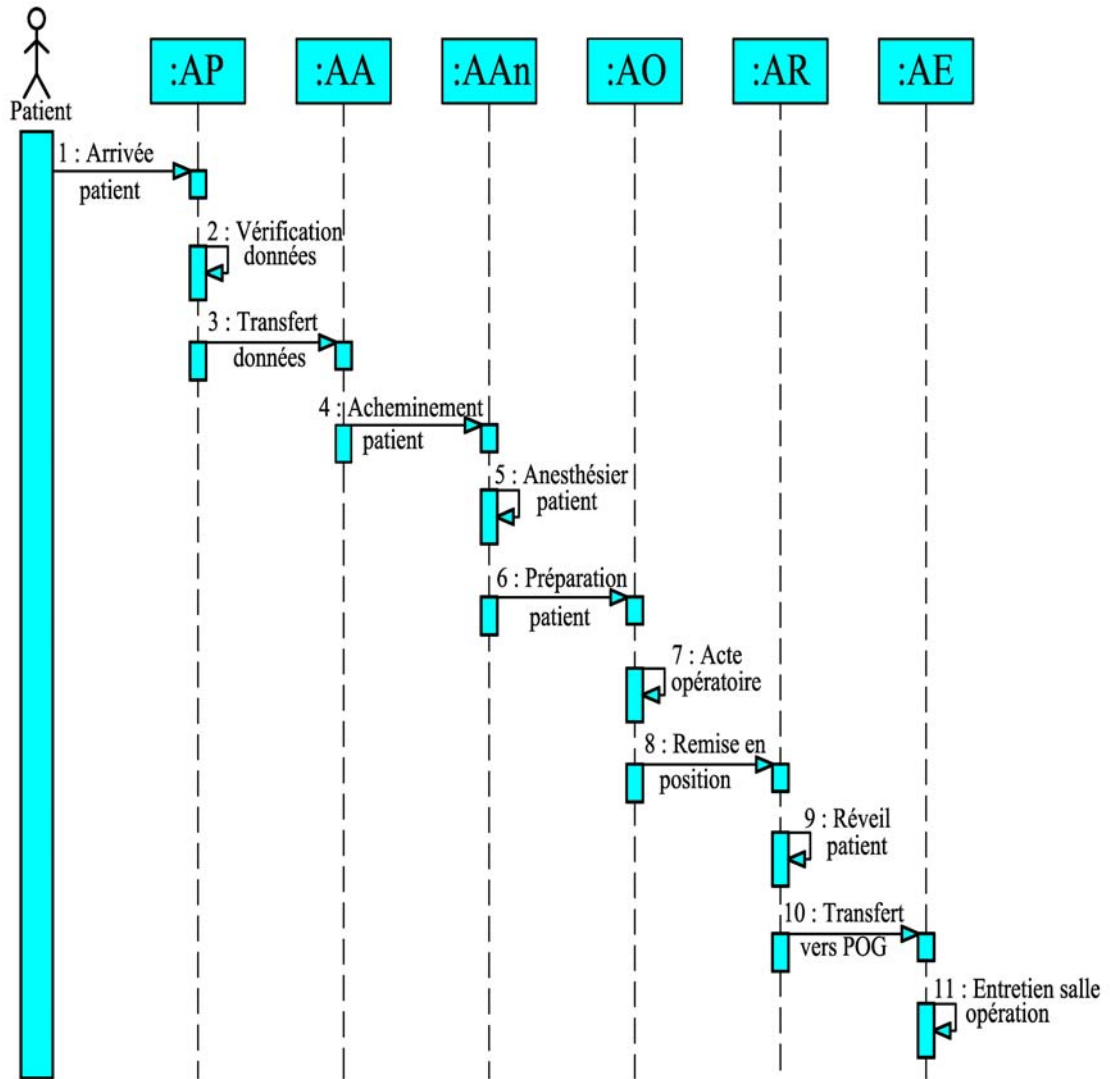 :AP
:AA
:AAn
:AO
:AR
:AE
Patient
1 : Arrivée
patient
2 : Vérification
données
3 : Transfert
données
4 : Acheminement
patient
5 : Anesthésier
patient
6 : Préparation
patient
7 : Acte
opératoire
8 : Remise en
position
9 : Réveil
patient
10 : Transfert
vers POG
11 : Entretien salle
opération